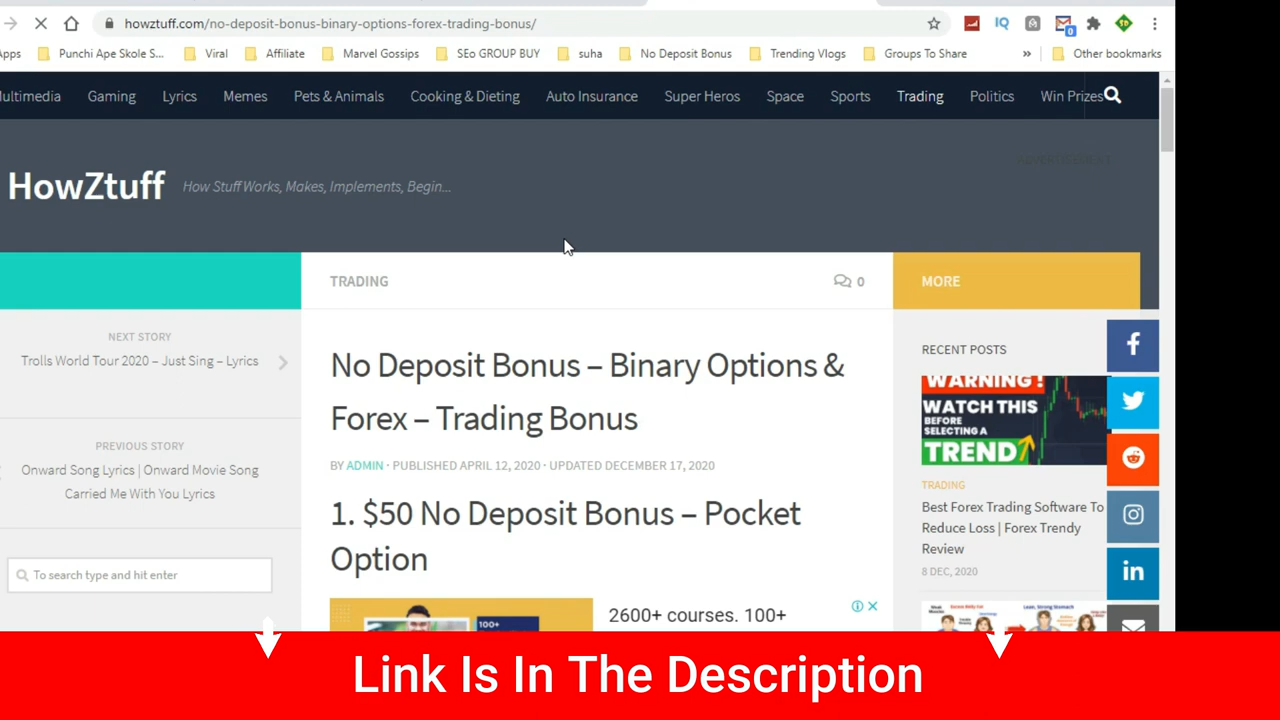 howztuff.com/no-deposit-bonus-binary-options-forex-trading-bonus/
IQ
0
Apps
Punchi Ape Skole S...
Viral
Affiliate
Marvel Gossips
SEo GROUP BUY
suha
No Deposit Bonus
Trending Vlogs
Groups To Share
»
Other bookmarks
ultimedia
Gaming
Lyrics
Memes
Pets & Animals
Cooking & Dieting
Auto Insurance
Super Heros
Space
Sports
Trading
Politics
Win Prizes
ADVERTISEMENT
HowZtuff
How Stuff Works, Makes, Implements, Begin...
TRADING
0
MORE
NEXT STORY
Trolls World Tour 2020 – Just Sing – Lyrics
PREVIOUS STORY
Onward Song Lyrics | Onward Movie Song
Carried Me With You Lyrics
To search type and hit enter
No Deposit Bonus – Binary Options &
Forex – Trading Bonus
BY ADMIN · PUBLISHED APRIL 12, 2020 · UPDATED DECEMBER 17, 2020
1. $50 No Deposit Bonus – Pocket
Option
100+
2600+ courses. 100+
RECENT POSTS
WARNING !
WATCH THIS
BEFORE
SELECTING A
TREND
TRADING
Best Forex Trading Software To
Reduce Loss | Forex Trendy
Review
8 DEC, 2020
Link Is In The Description